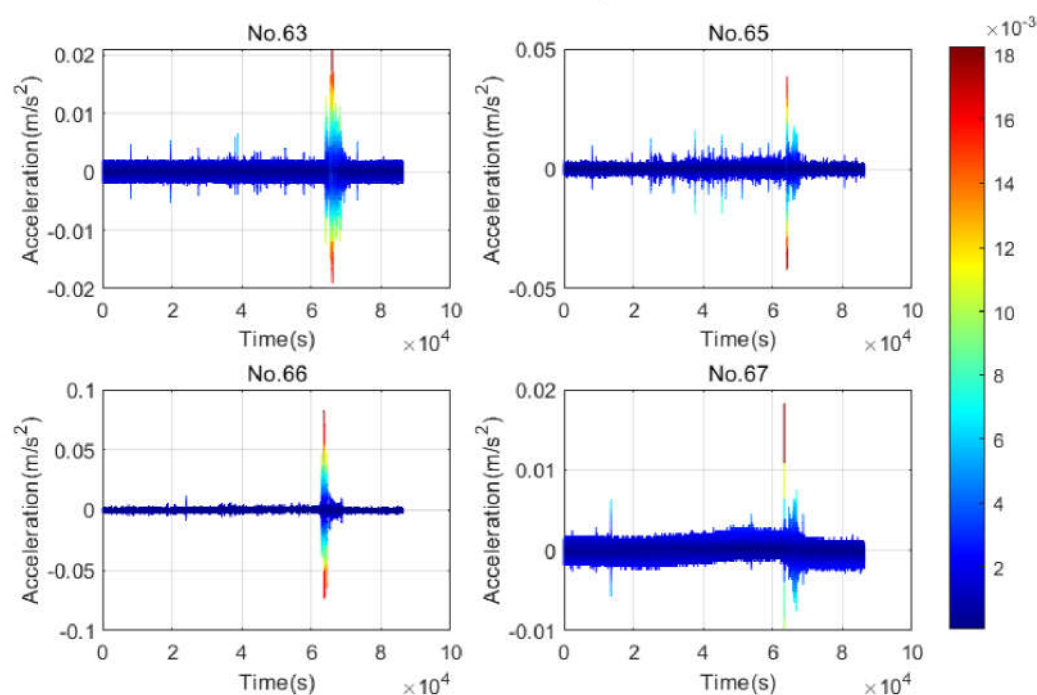 No.63
0.02
0.01
0
-0.01
-0.02
Acceleration(m/s²)
0 2 4 6 8 10
Time(s)
×10⁴
No.65
0.05
0
-0.05
Acceleration(m/s²)
0 2 4 6 8 10
Time(s)
×10⁴
No.66
0.1
0.05
0
-0.05
-0.1
Acceleration(m/s²)
0 2 4 6 8 10
Time(s)
×10⁴
No.67
0.02
0.01
0
-0.01
Acceleration(m/s²)
0 2 4 6 8 10
Time(s)
×10⁴
×10⁻³
18
16
14
12
10
8
6
4
2